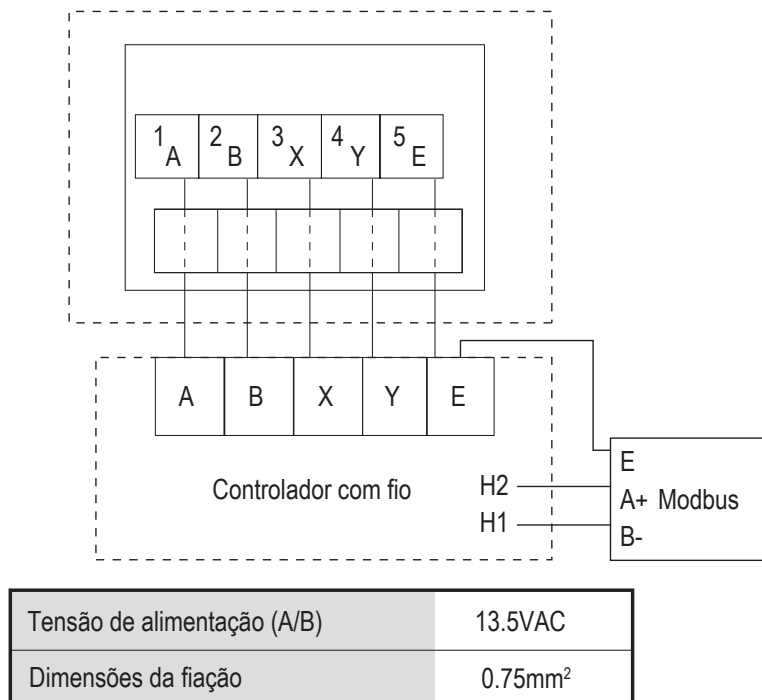 1 A 2 B 3 X 4 Y 5 E
A B X Y E
Controlador com fio
H2
H1
E
A+ Modbus
B-
Tensão de alimentação (A/B) 13.5VAC
Dimensões da fiação 0.75mm²